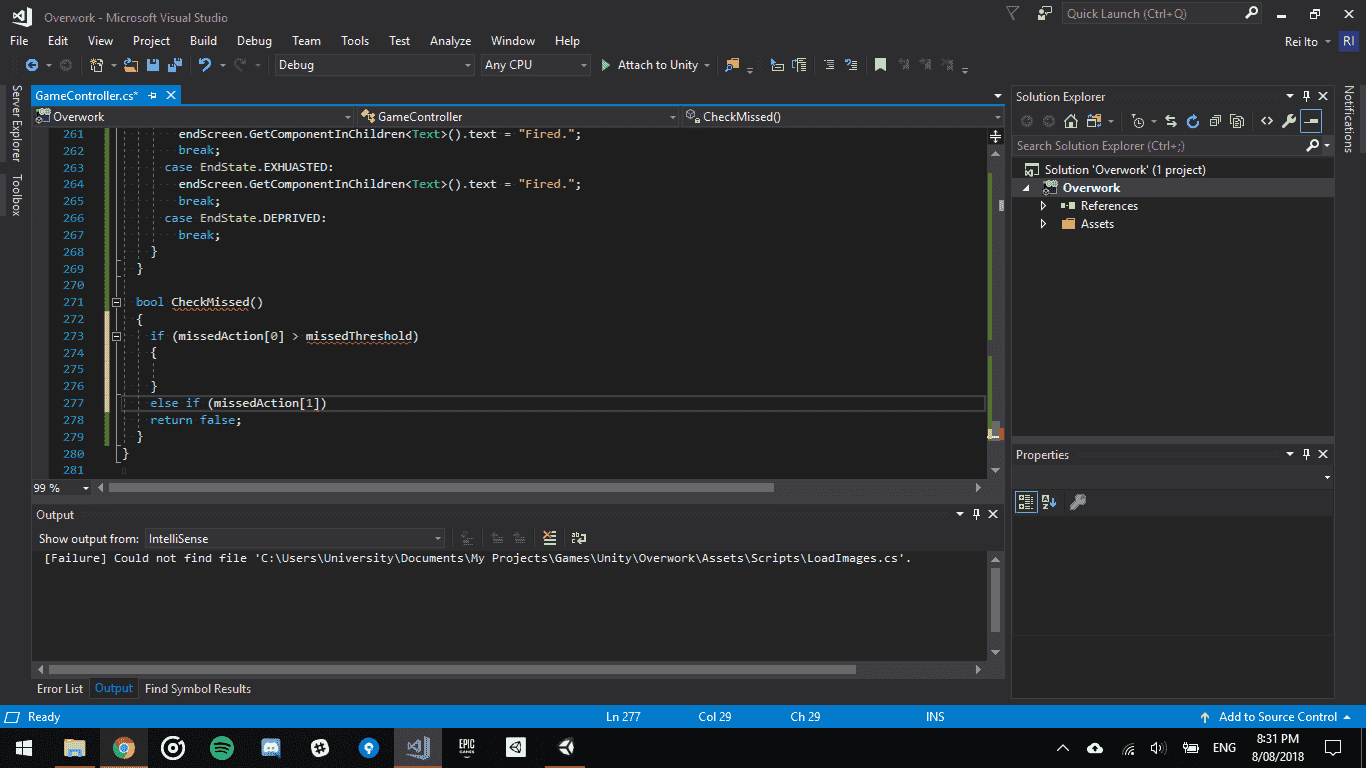 Overwork - Microsoft Visual Studio
Quick Launch (Ctrl+Q)
File Edit View Project Build Debug Team Tools Test Analyze Window Help
Rei Ito RI
Debug Any CPU Attach to Unity
Server Explorer
Toolbox
GameController.cs*
Overwork GameController CheckMissed()
261 endScreen.GetComponentInChildren<Text>().text = "Fired.";
262 break;
263 case EndState.EXHUASTED:
264 endScreen.GetComponentInChildren<Text>().text = "Fired.";
265 break;
266 case EndState.DEPRIVED:
267 break;
268 }
269 }
270
271 bool CheckMissed()
272 {
273 if (missedAction[0] > missedThreshold)
274 {
275
276 }
277 else if (missedAction[1])
278 return false;
279 }
280 }
281
99 %
Output
Show output from: IntelliSense
[Failure] Could not find file 'C:\Users\University\Documents\My Projects\Games\Unity\Overwork\Assets\Scripts\LoadImages.cs'.
Error List Output Find Symbol Results
Solution Explorer
Search Solution Explorer (Ctrl+;)
Solution 'Overwork' (1 project)
Overwork
References
Assets
Properties
Notifications
Ready Ln 277 Col 29 Ch 29 INS Add to Source Control
EPIC
GAMES
ENG
8:31 PM
8/08/2018